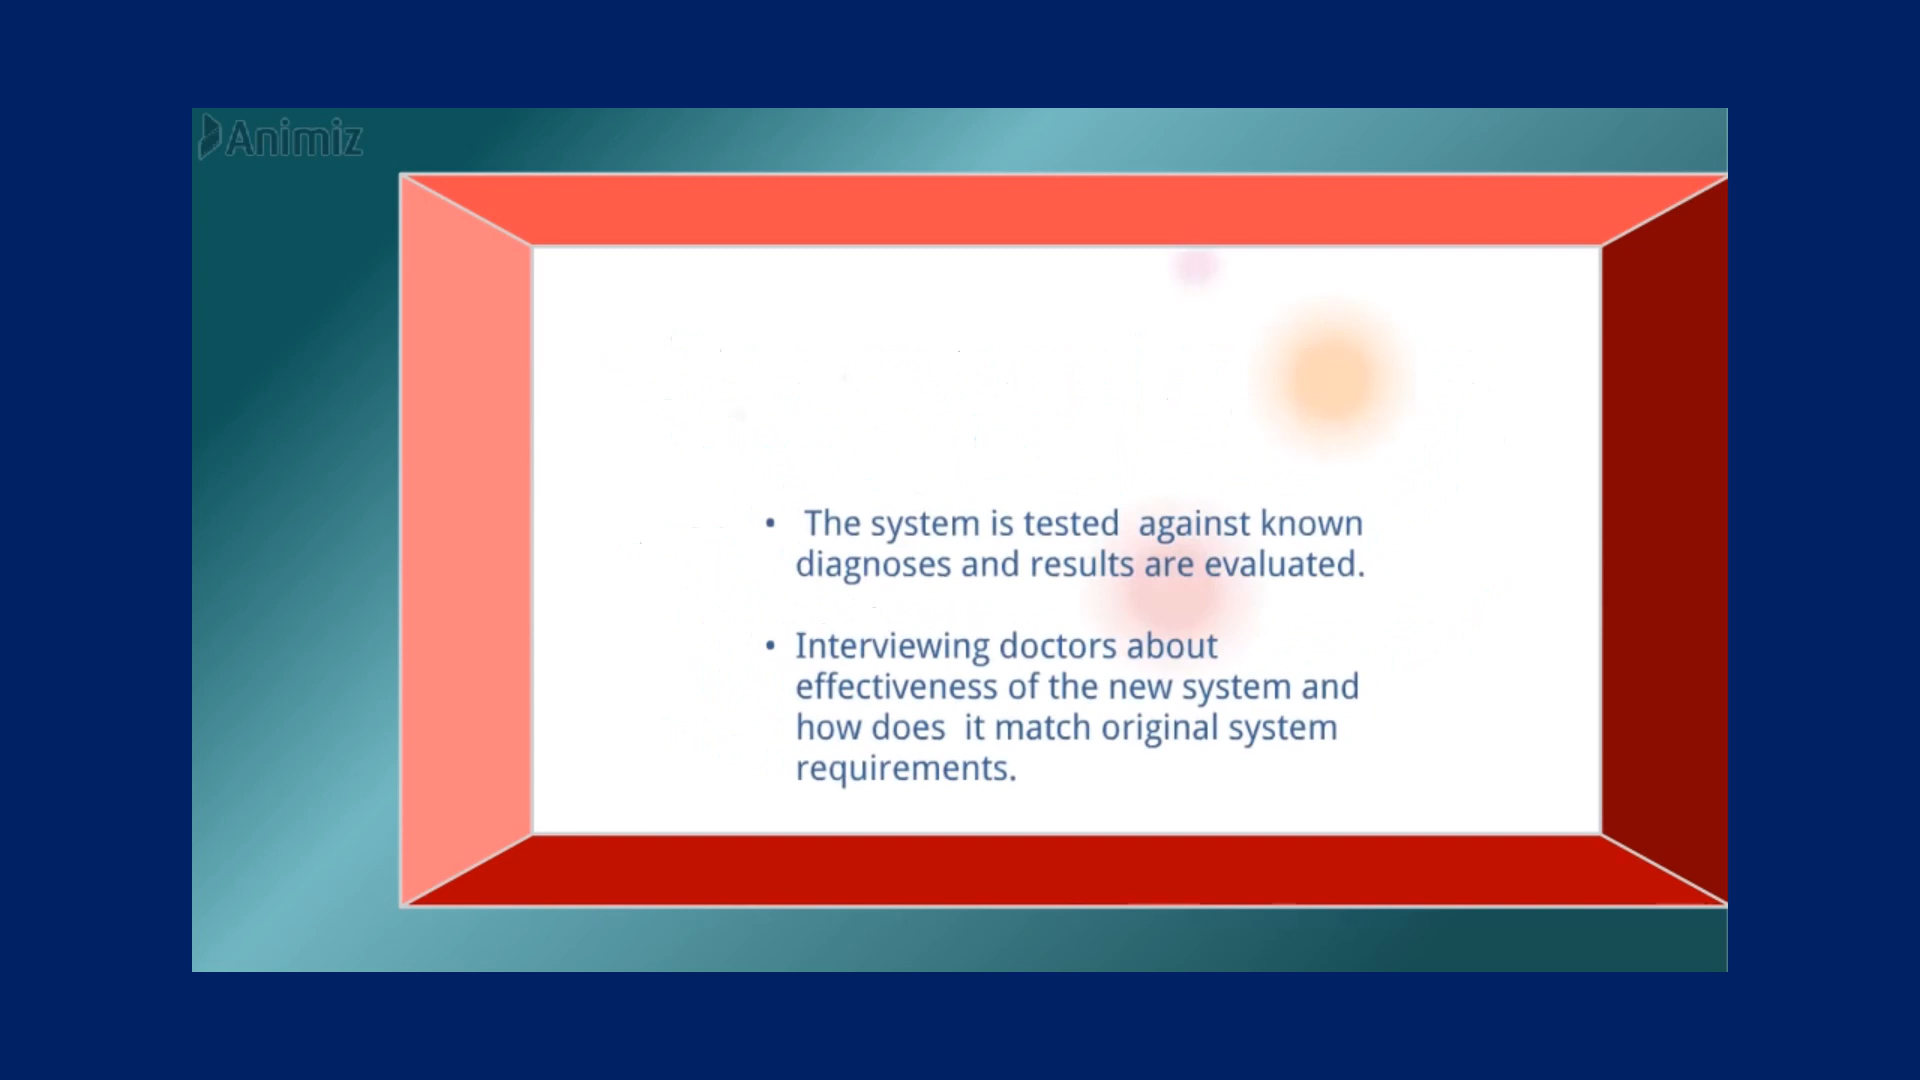 Animiz
• The system is tested against known
diagnoses and results are evaluated.
• Interviewing doctors about
effectiveness of the new system and
how does it match original system
requirements.